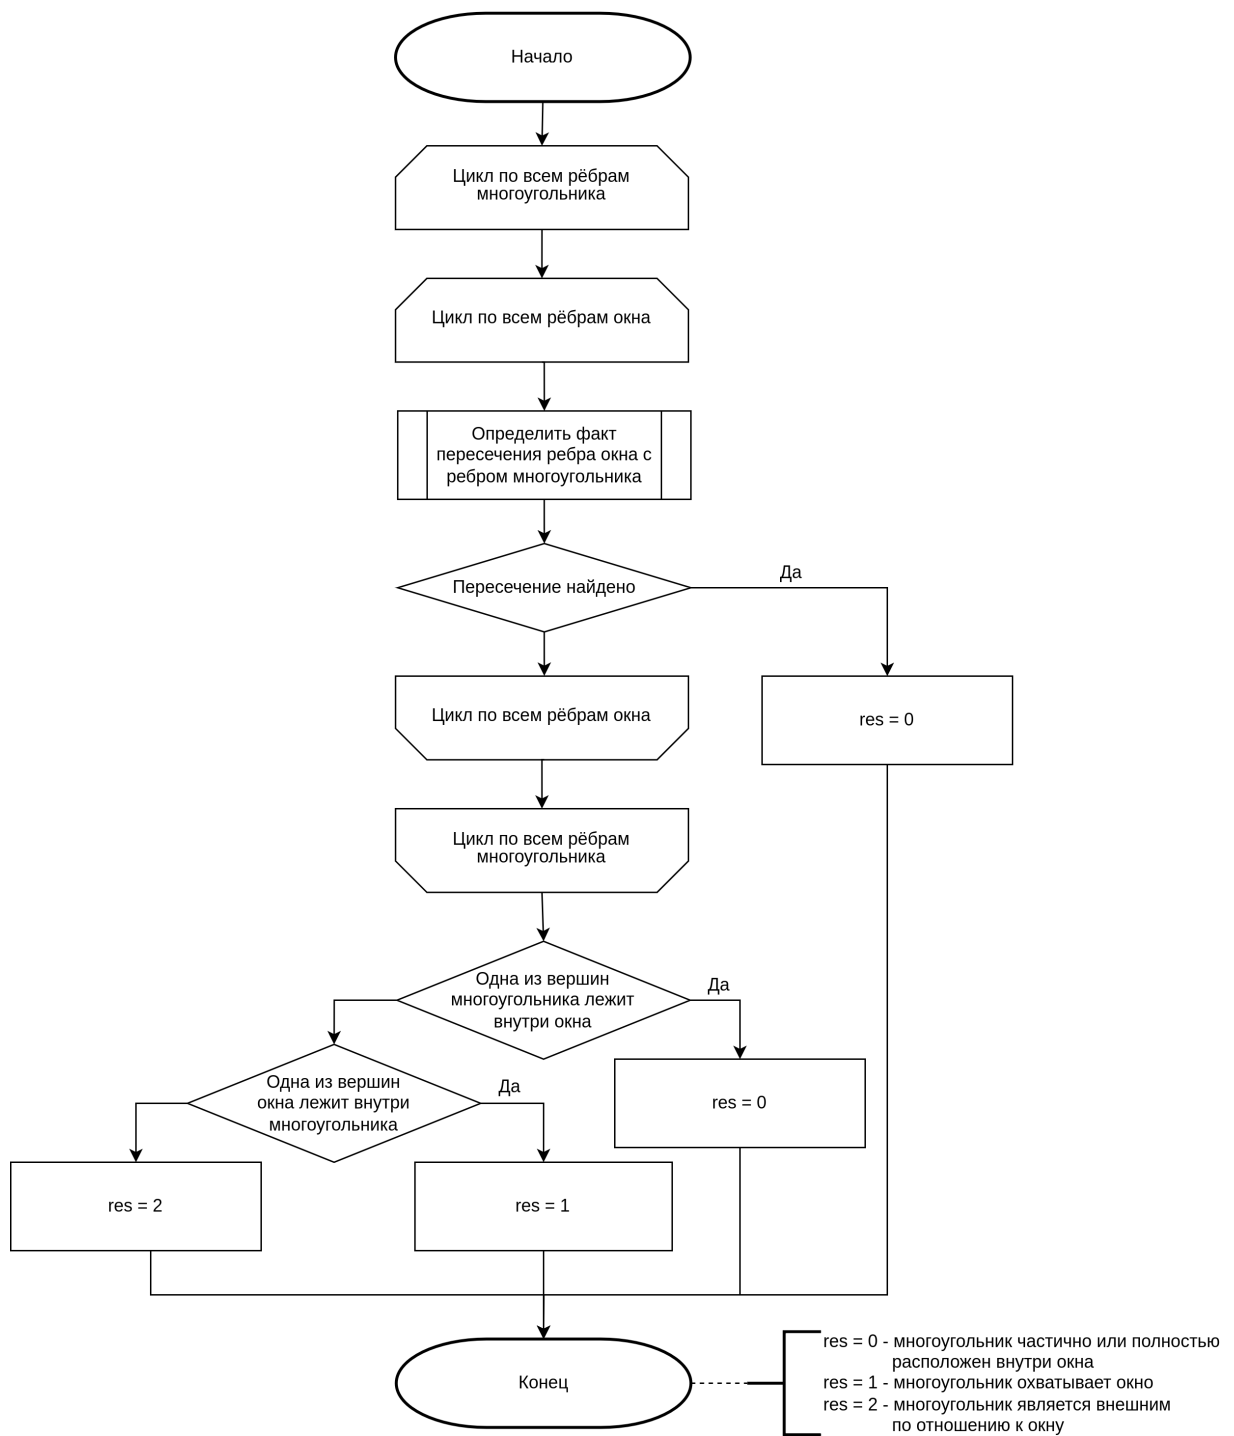 Начало
Цикл по всем рёбрам
многоугольника
Цикл по всем рёбрам окна
Определить факт
пересечения ребра окна с
ребром многоугольника
Пересечение найдено
Да
Цикл по всем рёбрам окна
res = 0
Цикл по всем рёбрам
многоугольника
Одна из вершин
многоугольника лежит
внутри окна
Да
Одна из вершин
окна лежит внутри
многоугольника
Да
res = 0
res = 2
res = 1
Конец
res = 0 - многоугольник частично или полностью
расположен внутри окна
res = 1 - многоугольник охватывает окно
res = 2 - многоугольник является внешним
по отношению к окну